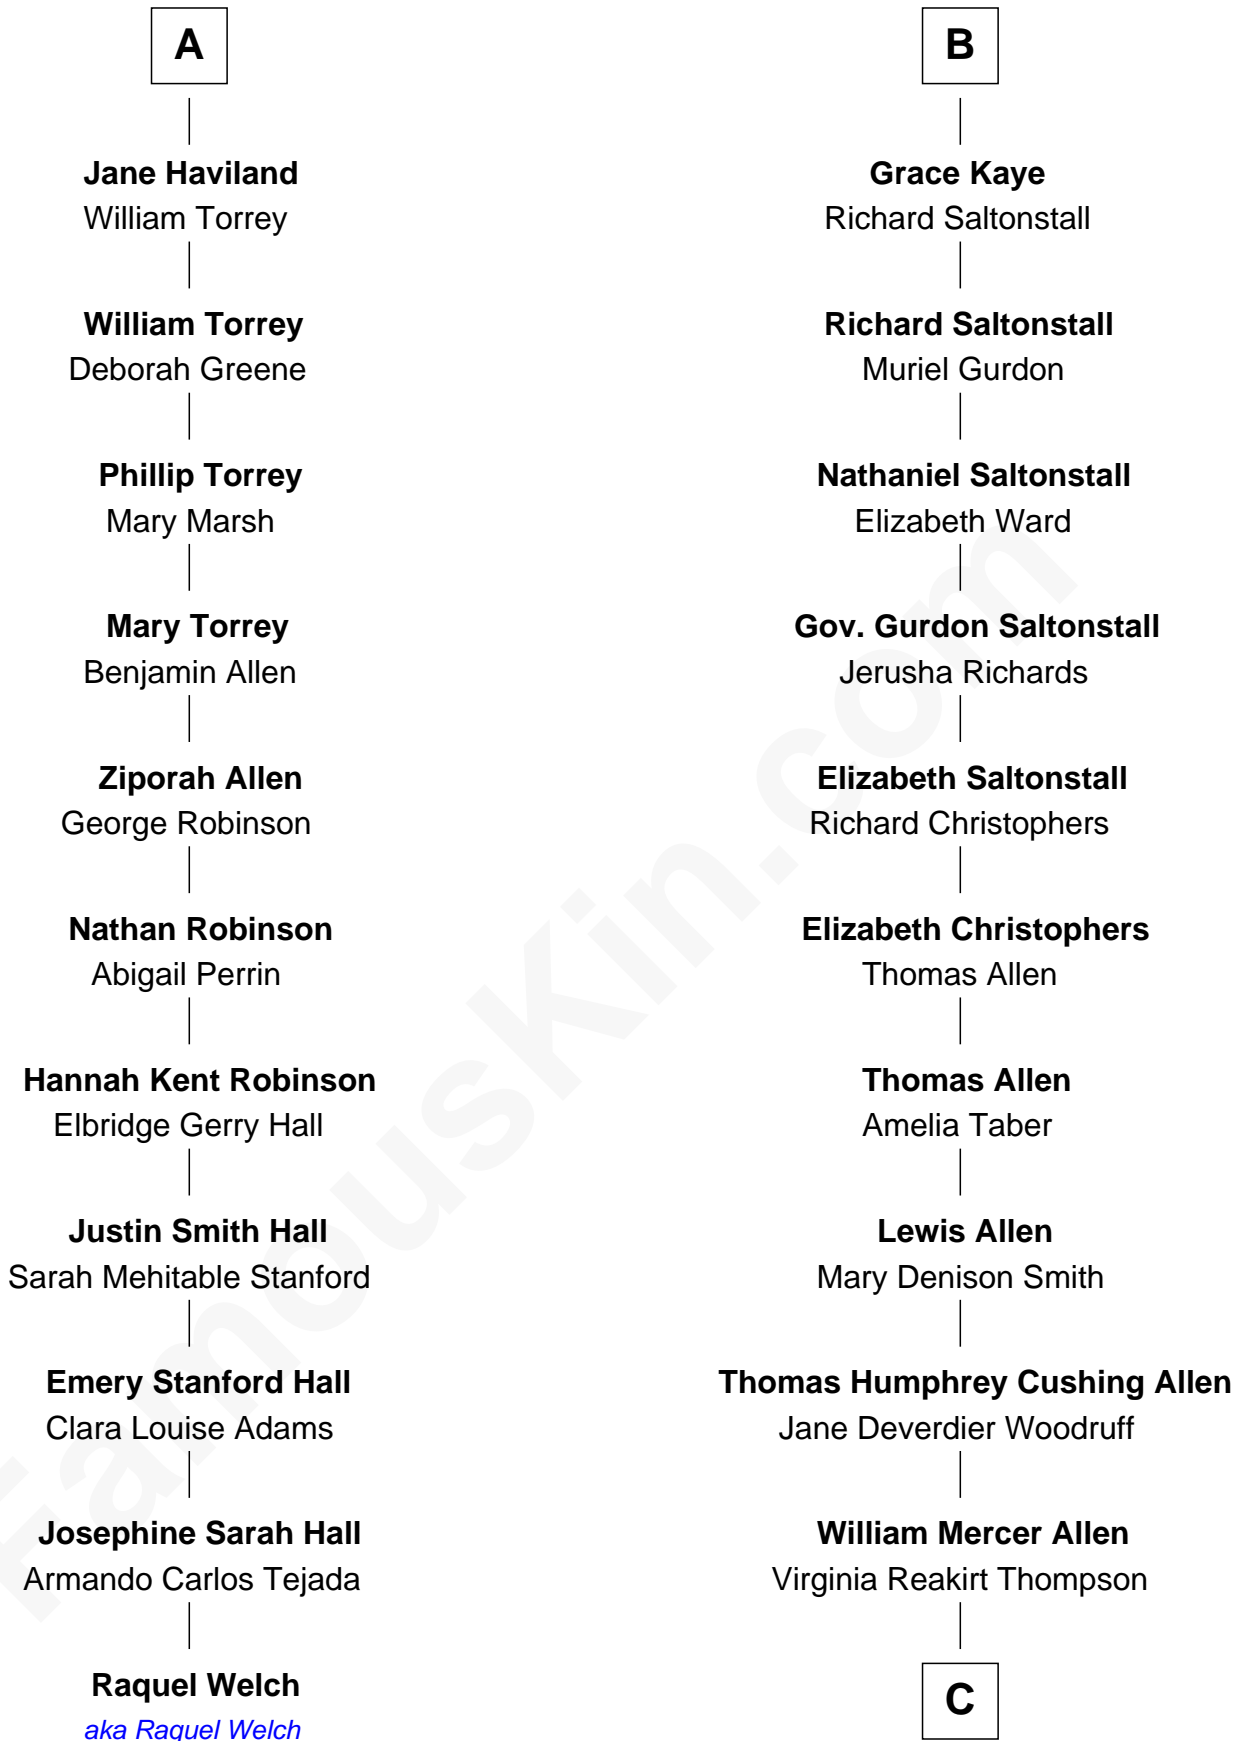 A
Jane Haviland
William Torrey
William Torrey
Deborah Greene
Phillip Torrey
Mary Marsh
Mary Torrey
Benjamin Allen
Ziporah Allen
George Robinson
Nathan Robinson
Abigail Perrin
Hannah Kent Robinson
Elbridge Gerry Hall
Justin Smith Hall
Sarah Mehitable Stanford
Emery Stanford Hall
Clara Louise Adams
Josephine Sarah Hall
Armando Carlos Tejada
Raquel Welch
aka Raquel Welch
B
Grace Kaye
Richard Saltonstall
Richard Saltonstall
Muriel Gurdon
Nathaniel Saltonstall
Elizabeth Ward
Gov. Gurdon Saltonstall
Jerusha Richards
Elizabeth Saltonstall
Richard Christophers
Elizabeth Christophers
Thomas Allen
Thomas Allen
Amelia Taber
Lewis Allen
Mary Denison Smith
Thomas Humphrey Cushing Allen
Jane Deverdier Woodruff
William Mercer Allen
Virginia Reakirt Thompson
C
FamousKin.com